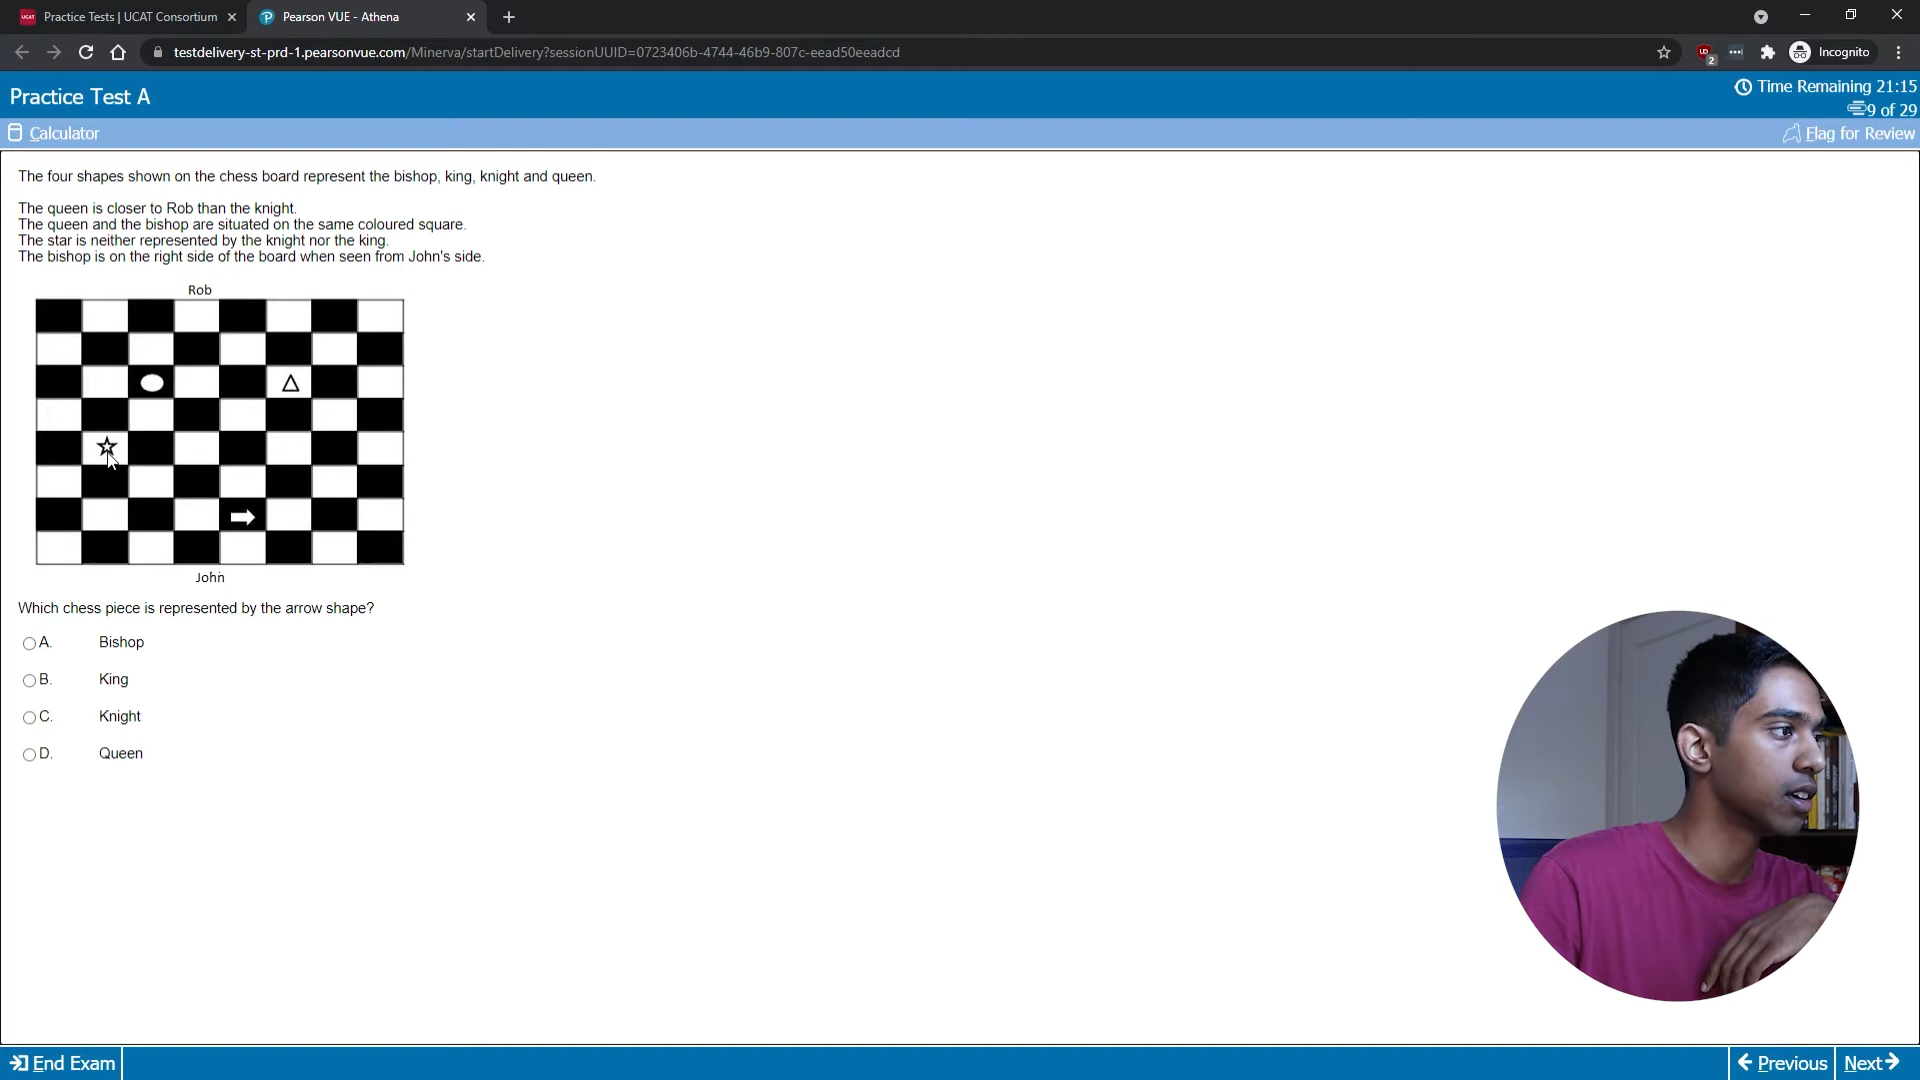 Practice Tests | UCAT Consortium
Pearson VUE - Athena
testdelivery-st-prd-1.pearsonvue.com/Minerva/startDelivery?sessionUUID=0723406b-4744-46b9-807c-eead50eeadcd
2
Incognito
Practice Test A
Time Remaining 21:15
9 of 29
Calculator
Flag for Review
The four shapes shown on the chess board represent the bishop, king, knight and queen.
The queen is closer to Rob than the knight.
The queen and the bishop are situated on the same coloured square.
The star is neither represented by the knight nor the king.
The bishop is on the right side of the board when seen from John's side.
Rob
John
Which chess piece is represented by the arrow shape?
A. Bishop
B. King
C. Knight
D. Queen
End Exam
Previous
Next